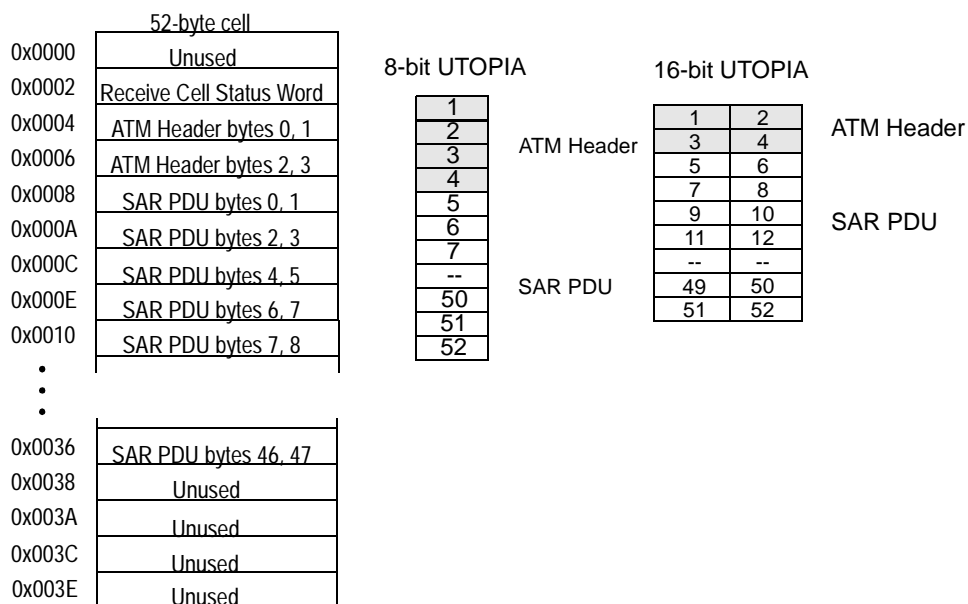 52-byte cell
0x0000 Unused
0x0002 Receive Cell Status Word
0x0004 ATM Header bytes 0, 1
0x0006 ATM Header bytes 2, 3
0x0008 SAR PDU bytes 0, 1
0x000A SAR PDU bytes 2, 3
0x000C SAR PDU bytes 4, 5
0x000E SAR PDU bytes 6, 7
0x0010 SAR PDU bytes 7, 8
0x0036 SAR PDU bytes 46, 47
0x0038 Unused
0x003A Unused
0x003C Unused
0x003E Unused
8-bit UTOPIA
1
2
3
4
5
6
7
--
50
51
52
ATM Header
SAR PDU
16-bit UTOPIA
1 2
3 4
5 6
7 8
9 10
11 12
-- --
49 50
51 52
ATM Header
SAR PDU